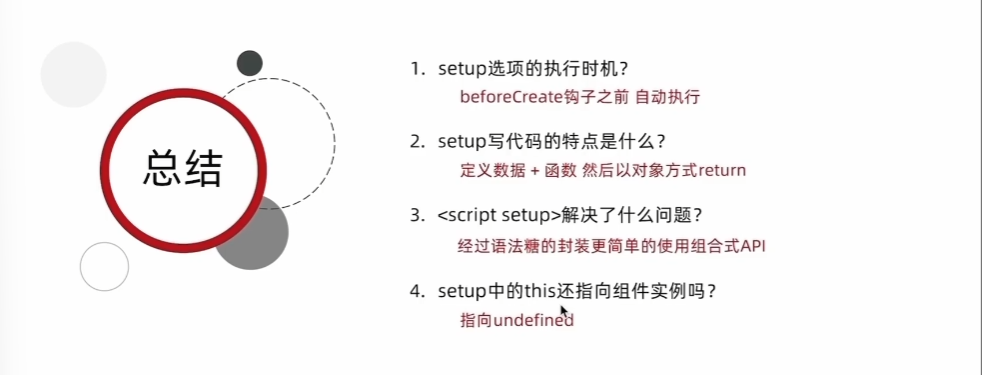 总结
1. setup选项的执行时机？
beforeCreate钩子之前 自动执行
2. setup写代码的特点是什么？
定义数据 + 函数 然后以对象方式return
3. <script setup>解决了什么问题？
经过语法糖的封装更简单的使用组合式API
4. setup中的this还指向组件实例吗？
指向undefined